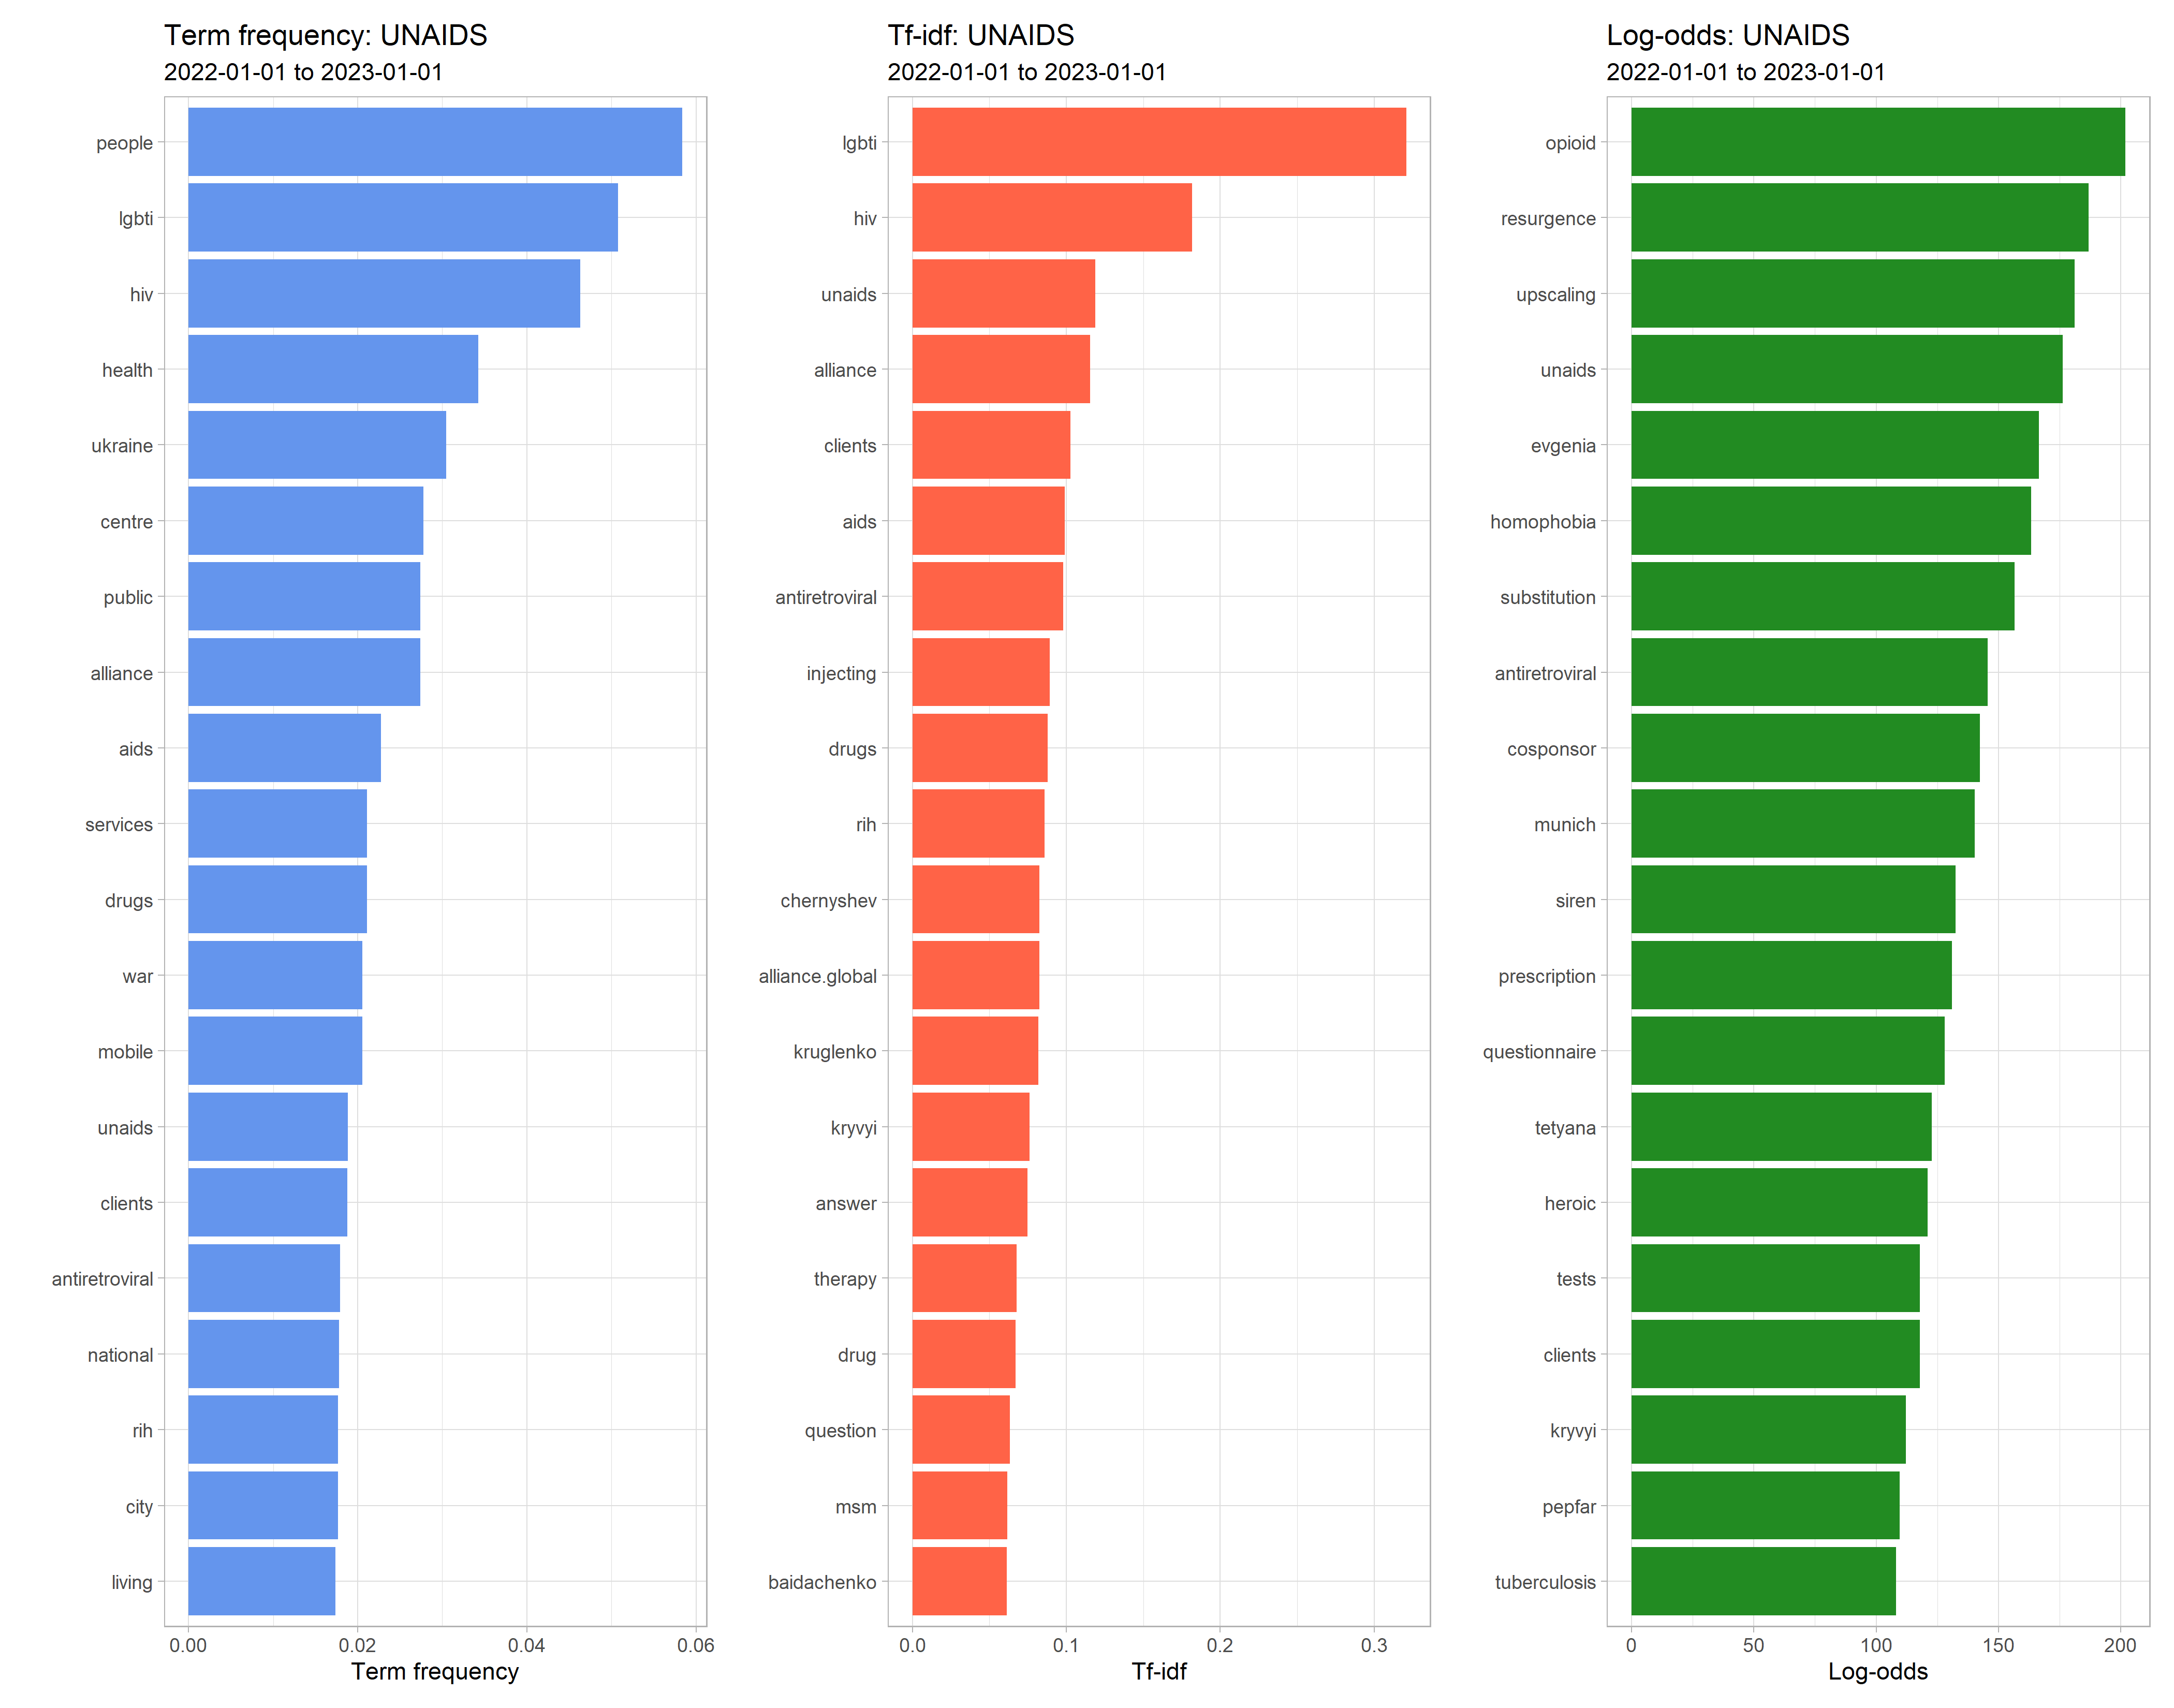 Term frequency: UNAIDS
2022-01-01 to 2023-01-01
people
lgbti
hiv
health
ukraine
centre
public
alliance
aids
services
drugs
war
mobile
unaids
clients
antiretroviral
national
rih
city
living
0.00 0.02 0.04 0.06
Term frequency
Tf-idf: UNAIDS
2022-01-01 to 2023-01-01
lgbti
hiv
unaids
alliance
clients
aids
antiretroviral
injecting
drugs
rih
chernyshev
alliance.global
kruglenko
kryvyi
answer
therapy
drug
question
msm
baidachenko
0.0 0.1 0.2 0.3
Tf-idf
Log-odds: UNAIDS
2022-01-01 to 2023-01-01
opioid
resurgence
upscaling
unaids
evgenia
homophobia
substitution
antiretroviral
cosponsor
munich
siren
prescription
questionnaire
tetyana
heroic
tests
clients
kryvyi
pepfar
tuberculosis
0 50 100 150 200
Log-odds